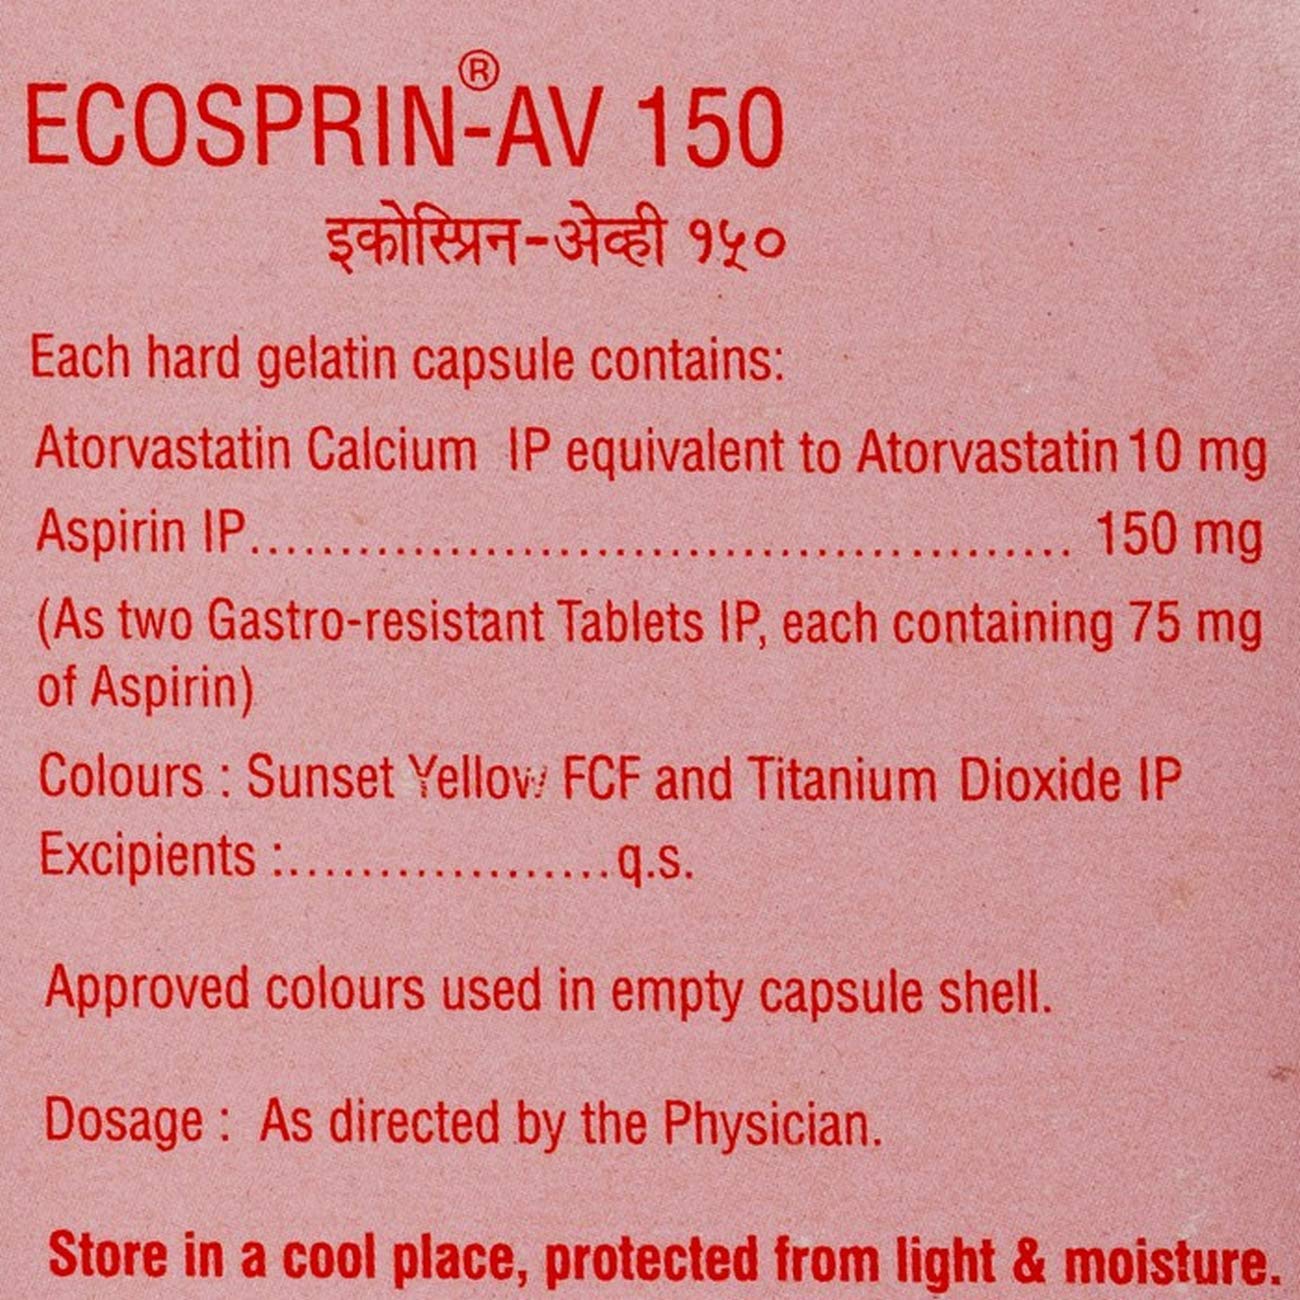 ECOSPRIN®-AV 150
इकोस्प्रिन-अेव्ही १५०
Each hard gelatin capsule contains:
Atorvastatin Calcium IP equivalent to Atorvastatin 10 mg
Aspirin IP.............................................. 150 mg
(As two Gastro-resistant Tablets IP, each containing 75 mg
of Aspirin)
Colours : Sunset Yellow FCF and Titanium Dioxide IP
Excipients :...................q.s.
Approved colours used in empty capsule shell.
Dosage : As directed by the Physician.
Store in a cool place, protected from light & moisture.